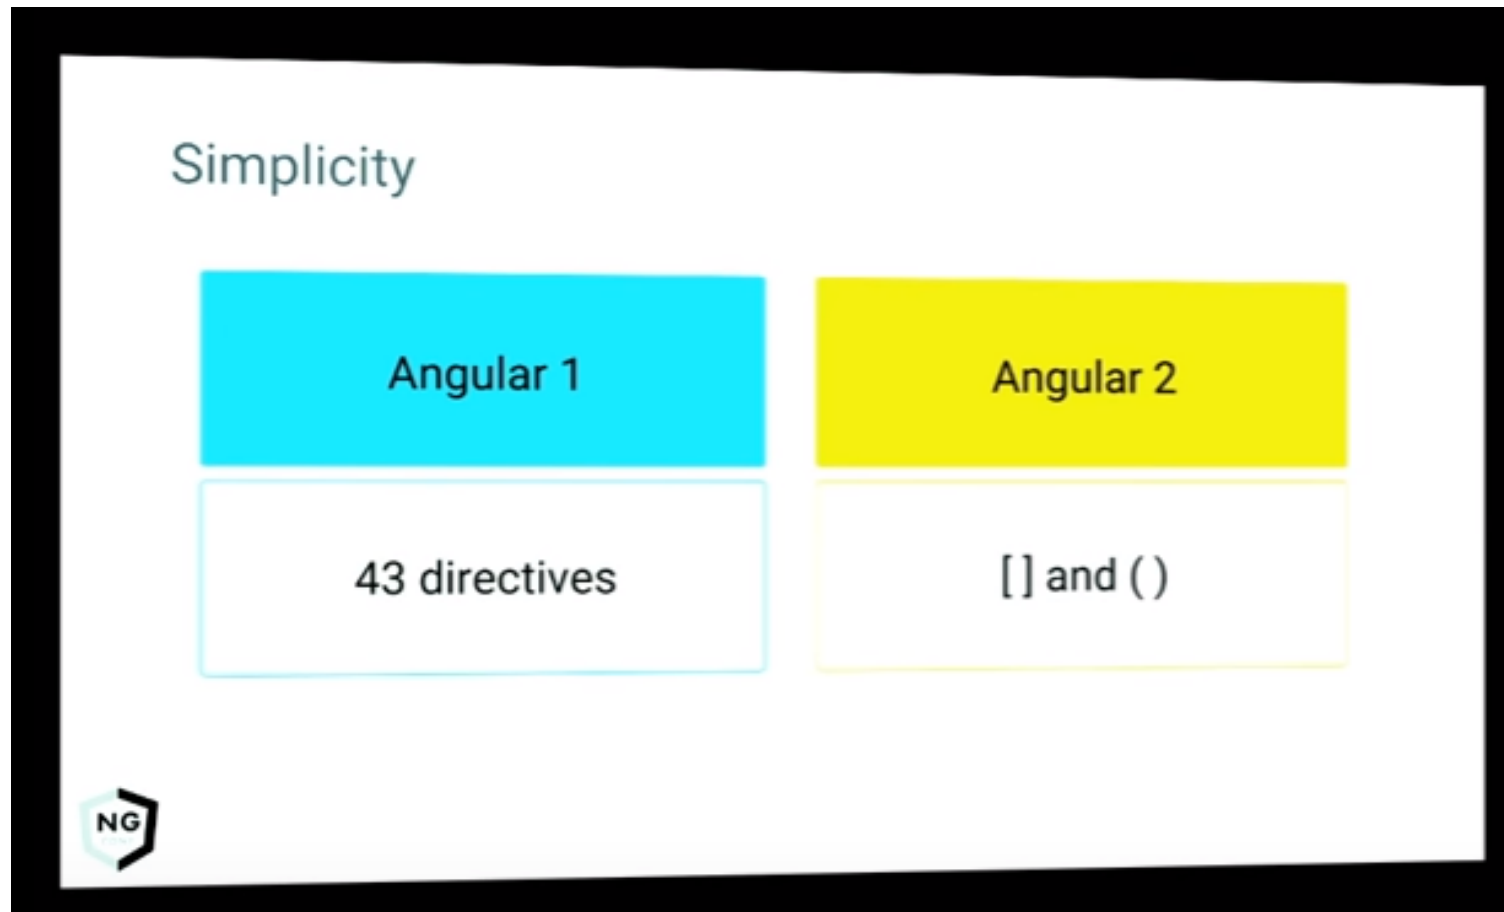 Simplicity
Angular 1
Angular 2
43 directives
[ ] and ( )
NG